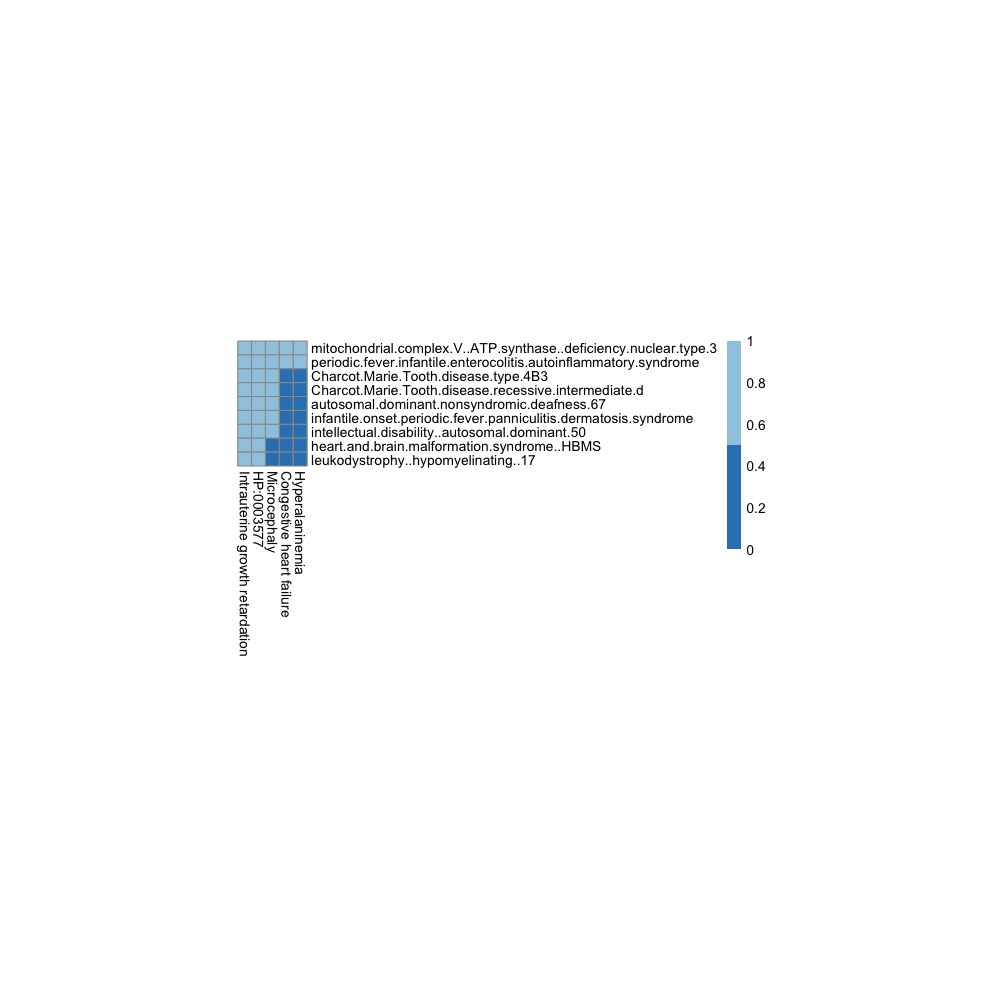 mitochondrial.complex.V..ATP.synthase..deficiency.nuclear.type.3
periodic.fever.infantile.enterocolitis.autoinflammatory.syndrome
Charcot.Marie.Tooth.disease.type.4B3
Charcot.Marie.Tooth.disease.recessive.intermediate.d
autosomal.dominant.nonsyndromic.deafness.67
infantile.onset.periodic.fever.panniculitis.dermatosis.syndrome
intellectual.disability..autosomal.dominant.50
heart.and.brain.malformation.syndrome..HBMS
leukodystrophy..hypomyelinating..17
Intrauterine growth retardation
HP:0003577
Microcephaly
Congestive heart failure
Hyperalaninemia
1
0.8
0.6
0.4
0.2
0